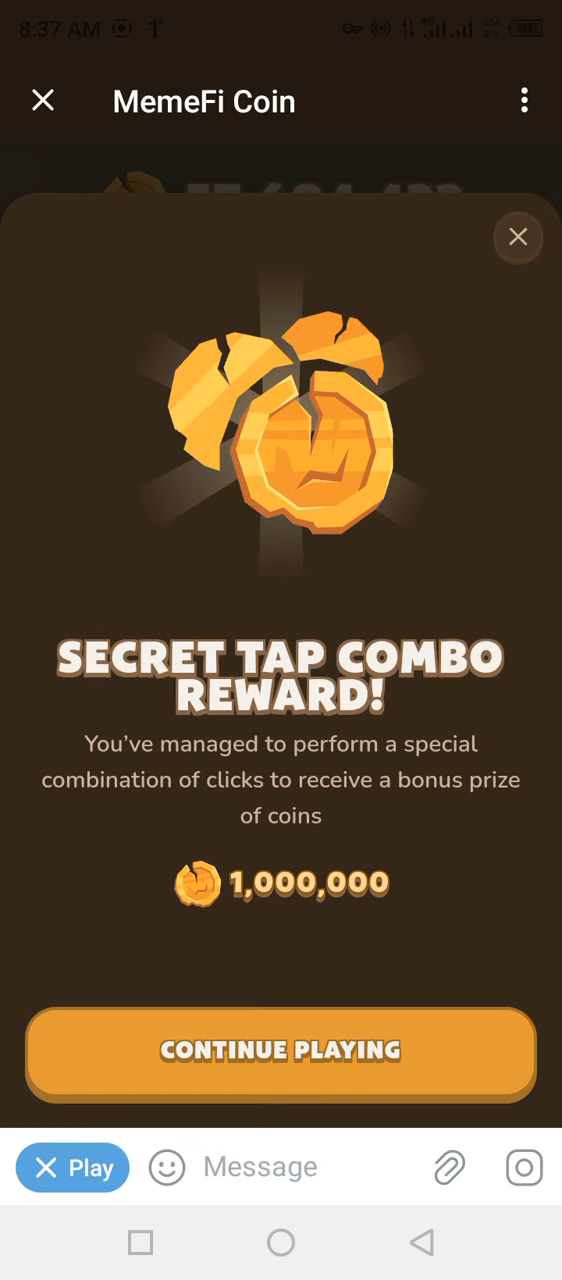 8:37 AM
4G
MemeFi Coin
SECRET TAP COMBO
REWARD!
You’ve managed to perform a special
combination of clicks to receive a bonus prize
of coins
1,000,000
CONTINUE PLAYING
Play
Message